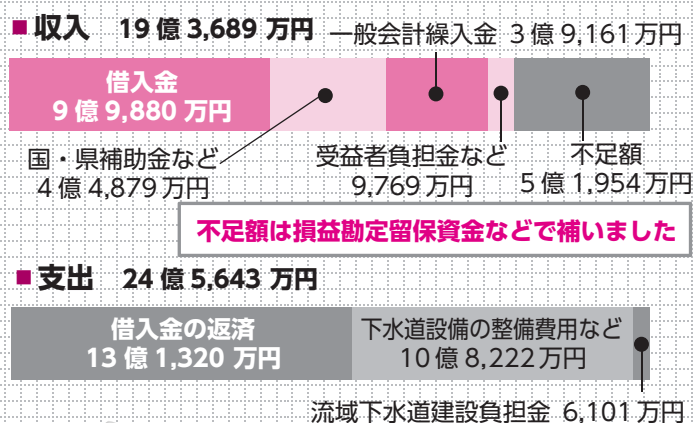 ■収入 19億3,689万円
一般会計繰入金 3億9,161万円
借入金
9億9,880万円
国・県補助金など
4億4,879万円
受益者負担金など
9,769万円
不足額
5億1,954万円
不足額は損益勘定留保資金などで補いました
■支出 24億5,643万円
借入金の返済
13億1,320万円
下水道設備の整備費用など
10億8,222万円
流域下水道建設負担金 6,101万円